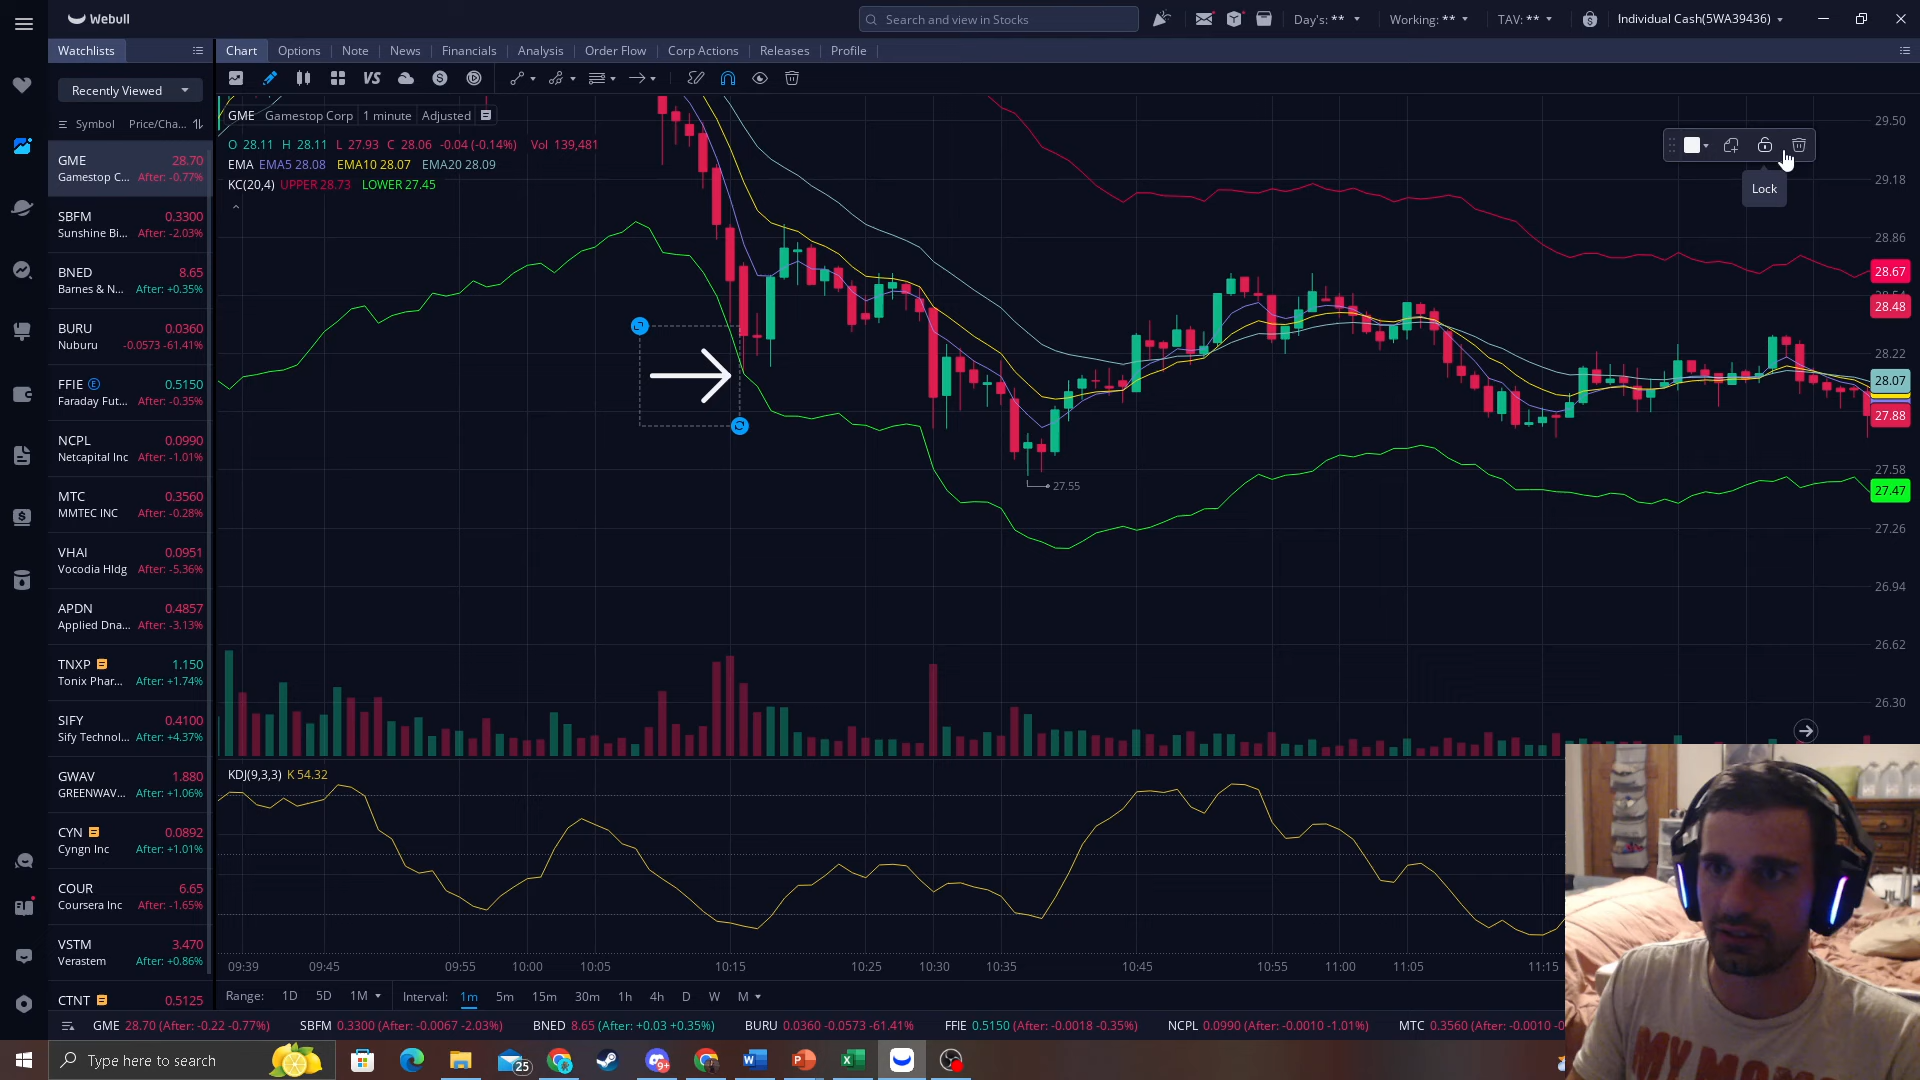 Webull
Search and view in Stocks
Day's: **
Working: **
TAV: **
Individual Cash(5WA39436)
Watchlists
Chart Options Note News Financials Analysis Order Flow Corp Actions Releases Profile
Recently Viewed
VS
Symbol Price/Cha...
GME 28.70
Gamestop C... After: -0.77%
SBFM 0.3300
Sunshine Bi... After: -2.03%
BNED 8.65
Barnes & N... After: +0.35%
BURU 0.0360
Nuburu -0.0573 -61.41%
FFIE E 0.5150
Faraday Fut... After: -0.35%
NCPL 0.0990
Netcapital Inc After: -1.01%
MTC 0.3560
MMTEC INC After: -0.28%
VHAI 0.0951
Vocodia Hldg After: -5.36%
APDN 0.4857
Applied Dna... After: -3.13%
TNXP 1.150
Tonix Phar... After: +1.74%
SIFY 0.4100
Sify Technol... After: +4.37%
GWAV 1.880
GREENWAV... After: +1.06%
CYN 0.0892
Cyngn Inc After: +1.01%
COUR 6.65
Coursera Inc After: -1.65%
VSTM 3.470
Verastem After: +0.86%
CTNT 0.5125
GME Gamestop Corp 1 minute Adjusted
O 28.11 H 28.11 L 27.93 C 28.06 -0.04 (-0.14%) Vol 139,481
EMA EMA5 28.08 EMA10 28.07 EMA20 28.09
KC(20,4) UPPER 28.73 LOWER 27.45
Lock
27.55
29.50
29.18
28.86
28.67
28.48
28.22
28.07
27.88
27.58
27.47
27.26
26.94
26.62
26.30
KDJ(9,3,3) K 54.32
09:39 09:45 09:55 10:00 10:05 10:15 10:25 10:30 10:35 10:45 10:55 11:00 11:05 11:15
Range: 1D 5D 1M Interval: 1m 5m 15m 30m 1h 4h D W M
GME 28.70 (After: -0.22 -0.77%) SBFM 0.3300 (After: -0.0067 -2.03%) BNED 8.65 (After: +0.03 +0.35%) BURU 0.0360 -0.0573 -61.41% FFIE 0.5150 (After: -0.0018 -0.35%) NCPL 0.0990 (After: -0.0010 -1.01%) MTC 0.3560 (After: -0.0010 -0
Type here to search
25
9+
MY MOM